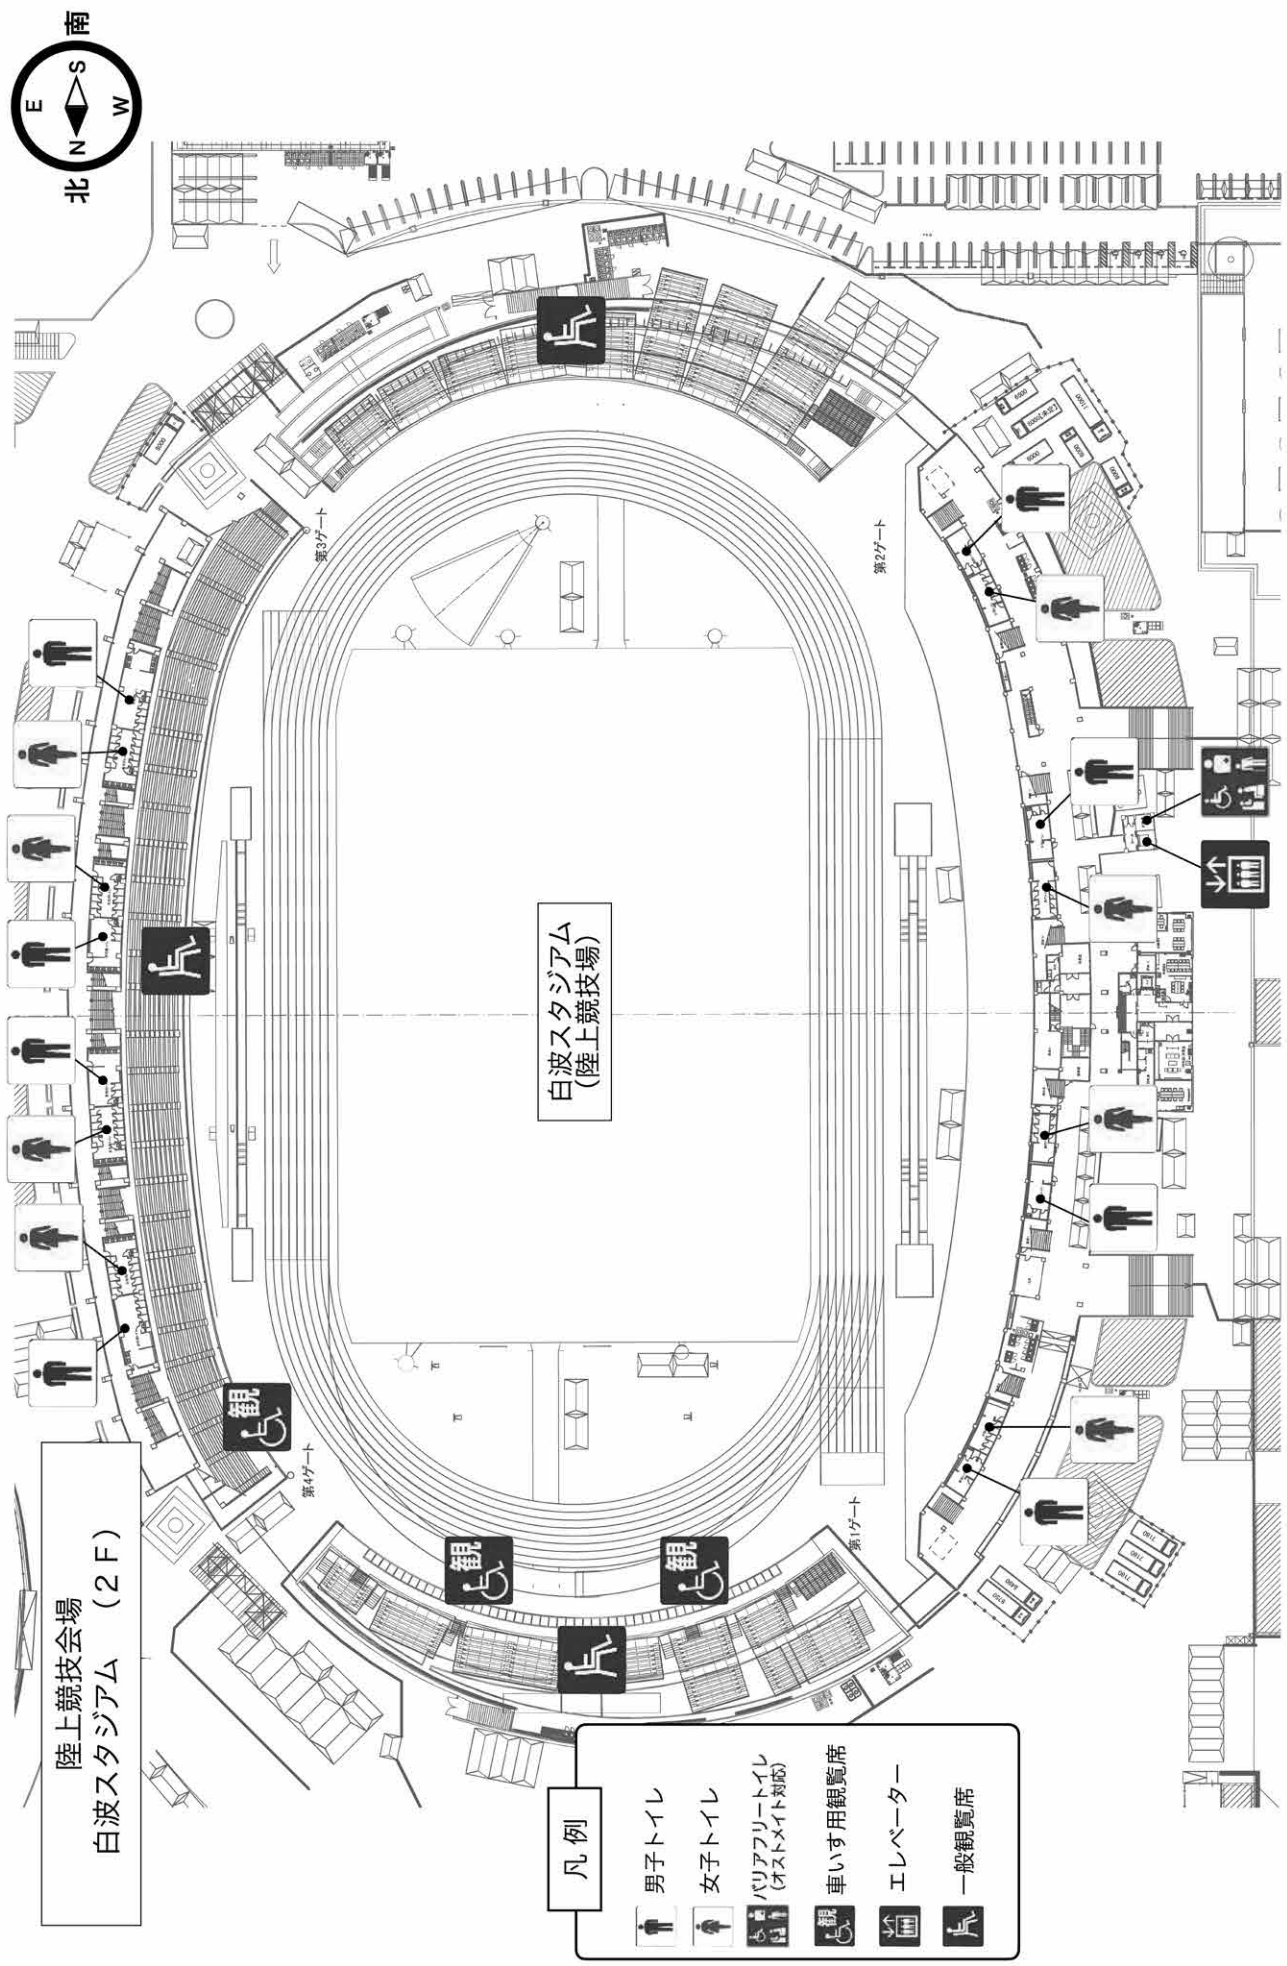 陸上競技会場
白波スタジアム (2F)
北
南
N
S
E
W
白波スタジアム
(陸上競技場)
第1ゲート
第2ゲート
第3ゲート
第4ゲート
観
観
観
凡例
男子トイレ
女子トイレ
バリアフリートイレ
(オストメイト対応)
観
車いす用観覧席
エレベーター
一般観覧席